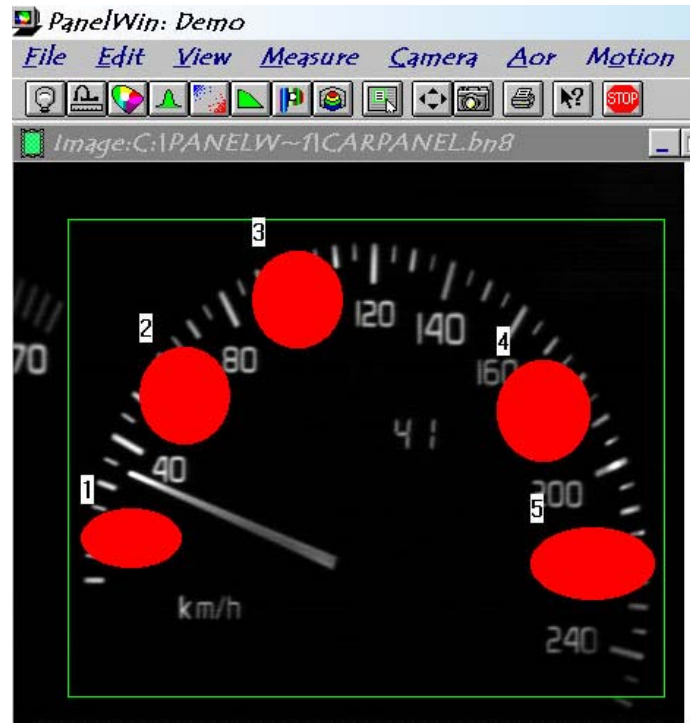 PanelWin: Demo
File Edit View Measure Camera Aor Motion
STOP
Image:C:\PANELW~1\CARPANEL.bn8
3
120
140
2
80
4
160
70
41
40
1
200
5
km/h
240